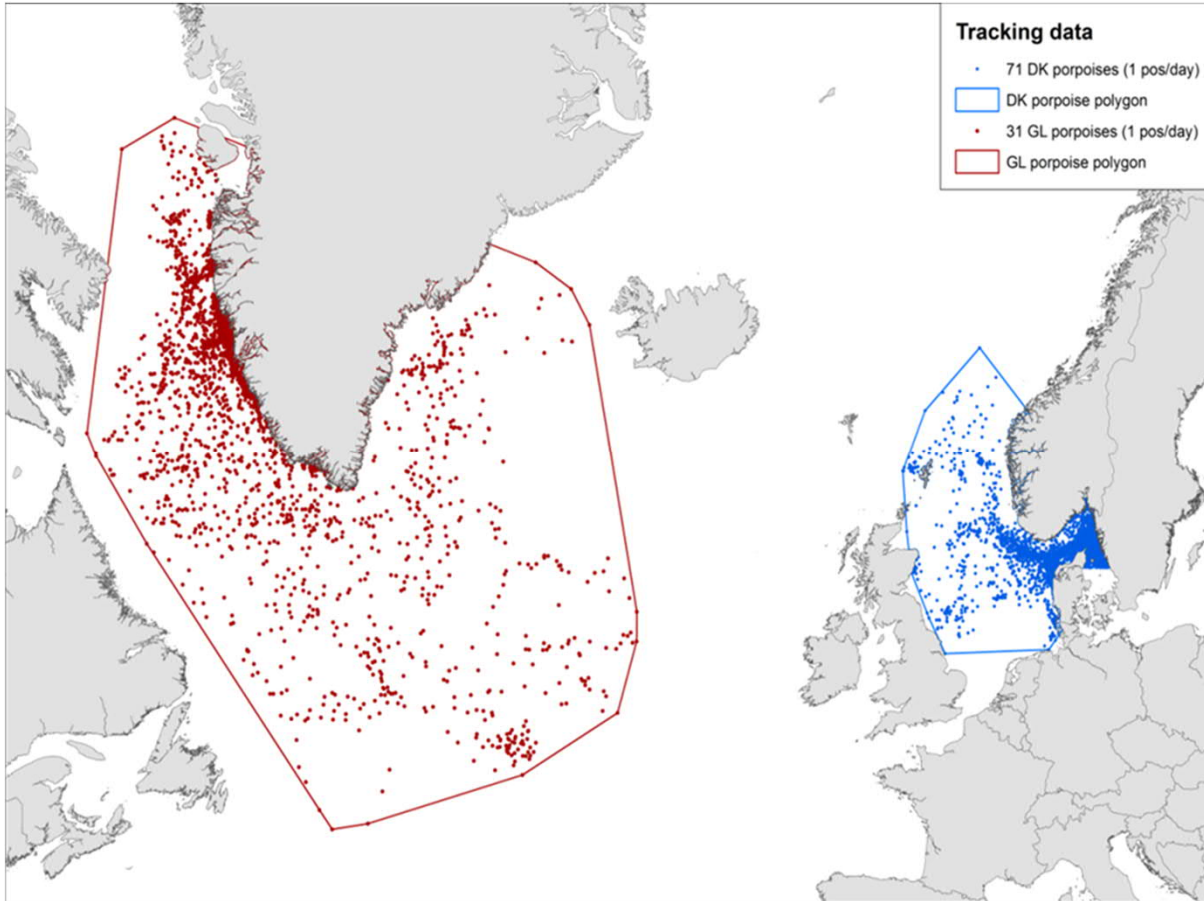 Tracking data
71 DK porpoises (1 pos/day)
DK porpoise polygon
31 GL porpoises (1 pos/day)
GL porpoise polygon